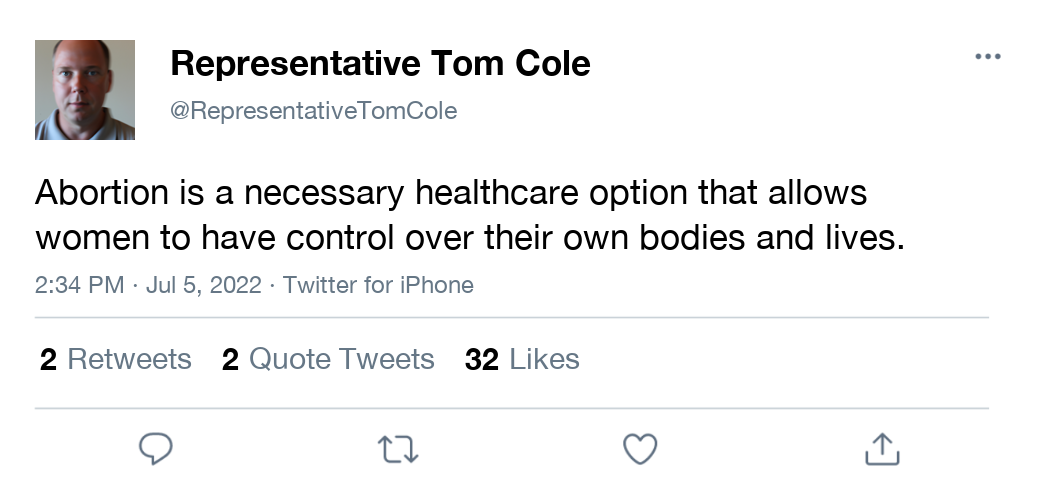 Representative Tom Cole
@RepresentativeTomCole
Abortion is a necessary healthcare option that allows
women to have control over their own bodies and lives.
2:34 PM · Jul 5, 2022 · Twitter for iPhone
2 Retweets 2 Quote Tweets 32 Likes